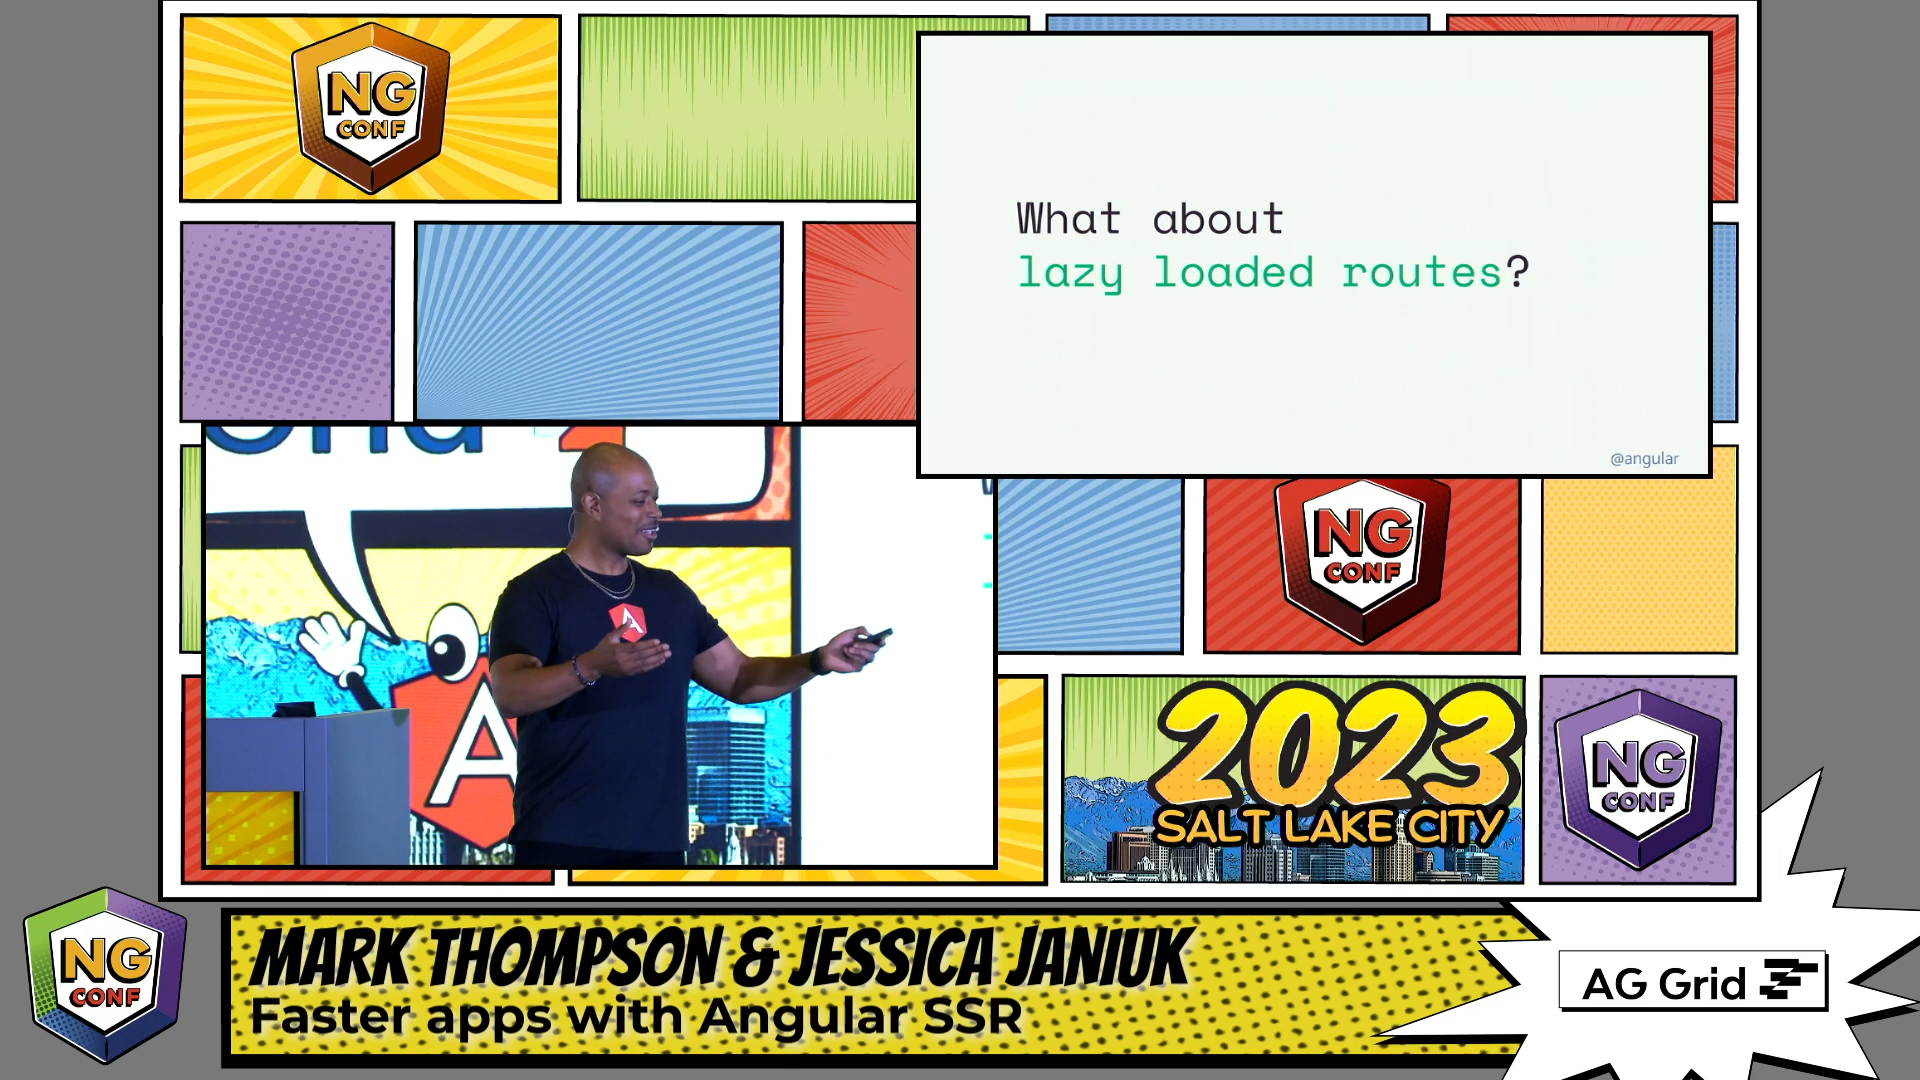 NG
CONF
What about
lazy loaded routes?
@angular
A
NG
CONF
2023
SALT LAKE CITY
NG
CONF
NG
CONF
MARK THOMPSON & JESSICA JANIUK
Faster apps with Angular SSR
AG Grid